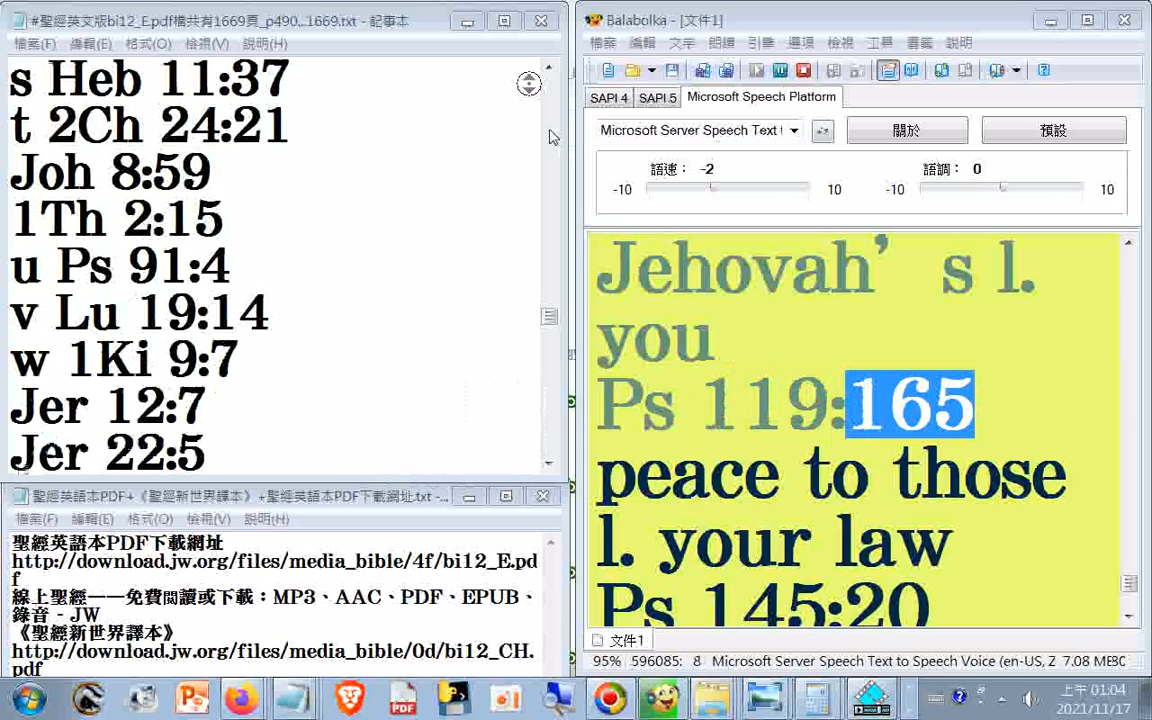 #聖經英文版bi12_E.pdf檔共有1669頁_p490...1669.txt - 記事本
檔案(F) 編輯(E) 格式(O) 檢視(V) 說明(H)
s Heb 11:37
t 2Ch 24:21
Joh 8:59
1Th 2:15
u Ps 91:4
v Lu 19:14
w 1Ki 9:7
Jer 12:7
Jer 22:5
聖經英語本PDF+《聖經新世界譯本》+聖經英語本PDF下載網址.txt - ...
檔案(F) 編輯(E) 格式(O) 檢視(V) 說明(H)
聖經英語本PDF下載網址
http://download.jw.org/files/media_bible/4f/bi12_E.pd
f
線上聖經——免費閱讀或下載：MP3、AAC、PDF、EPUB、
錄音 - JW
《聖經新世界譯本》
http://download.jw.org/files/media_bible/0d/bi12_CH.
pdf
Balabolka - [文件1]
檔案 編輯 文字 朗讀 引擎 選項 檢視 工具 書籤 說明
SAPI 4 SAPI 5 Microsoft Speech Platform
Microsoft Server Speech Text 關於 預設
語速： -2 語調： 0
-10 10 -10 10
Jehovah’s l.
you
Ps 119:165
peace to those
l. your law
Ps 145:20
文件1
95% 596085: 8 Microsoft Server Speech Text to Speech Voice (en-US, Z 7.08 МБ
上午 01:04
2021/11/17